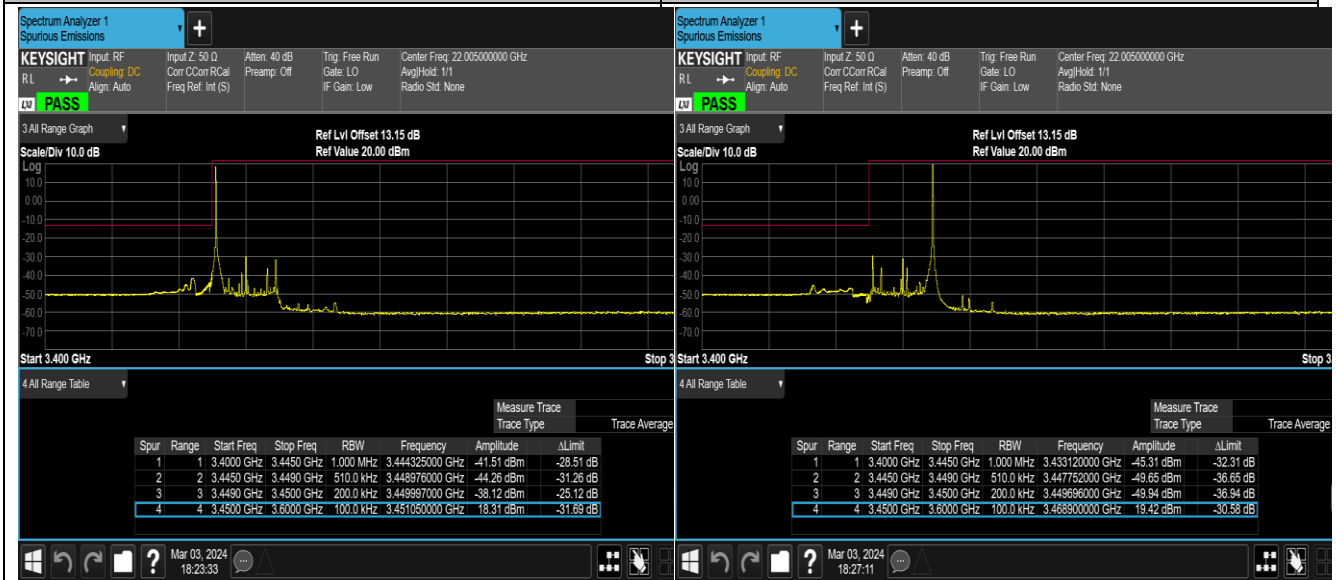 Spectrum Analyzer 1
Spurious Emissions
+
KEYSIGHT Input: RF Input Z: 50 Ω Atten: 40 dB Trig: Free Run Center Freq: 22.005000000 GHz
RL Coupling: DC Corr CCorr RCal Preamp: Off Gate: LO Avg|Hold: 1/1
Align: Auto Freq Ref: Int (S) IF Gain: Low Radio Std: None
LXI PASS
3 All Range Graph
Ref Lvl Offset 13.15 dB
Scale/Div 10.0 dB Ref Value 20.00 dBm
Log
10.0
0.00
-10.0
-20.0
-30.0
-40.0
-50.0
-60.0
-70.0
Start 3.400 GHz Stop 3
4 All Range Table
Measure Trace
Trace Type Trace Average
Spur Range Start Freq Stop Freq RBW Frequency Amplitude ΔLimit
1 1 3.4000 GHz 3.4450 GHz 1.000 MHz 3.444325000 GHz -41.51 dBm -28.51 dB
2 2 3.4450 GHz 3.4490 GHz 510.0 kHz 3.448976000 GHz -44.26 dBm -31.26 dB
3 3 3.4490 GHz 3.4500 GHz 200.0 kHz 3.449997000 GHz -38.12 dBm -25.12 dB
4 4 3.4500 GHz 3.6000 GHz 100.0 kHz 3.451050000 GHz 18.31 dBm -31.69 dB
? Mar 03, 2024
18:23:33
Spectrum Analyzer 1
Spurious Emissions
+
KEYSIGHT Input: RF Input Z: 50 Ω Atten: 40 dB Trig: Free Run Center Freq: 22.005000000 GHz
RL Coupling: DC Corr CCorr RCal Preamp: Off Gate: LO Avg|Hold: 1/1
Align: Auto Freq Ref: Int (S) IF Gain: Low Radio Std: None
LXI PASS
3 All Range Graph
Ref Lvl Offset 13.15 dB
Scale/Div 10.0 dB Ref Value 20.00 dBm
Log
10.0
0.00
-10.0
-20.0
-30.0
-40.0
-50.0
-60.0
-70.0
Start 3.400 GHz Stop 3.
4 All Range Table
Measure Trace
Trace Type Trace Average
Spur Range Start Freq Stop Freq RBW Frequency Amplitude ΔLimit
1 1 3.4000 GHz 3.4450 GHz 1.000 MHz 3.433120000 GHz -45.31 dBm -32.31 dB
2 2 3.4450 GHz 3.4490 GHz 510.0 kHz 3.447752000 GHz -49.65 dBm -36.65 dB
3 3 3.4490 GHz 3.4500 GHz 200.0 kHz 3.449696000 GHz -49.94 dBm -36.94 dB
4 4 3.4500 GHz 3.6000 GHz 100.0 kHz 3.468900000 GHz 19.42 dBm -30.58 dB
? Mar 03, 2024
18:27:11